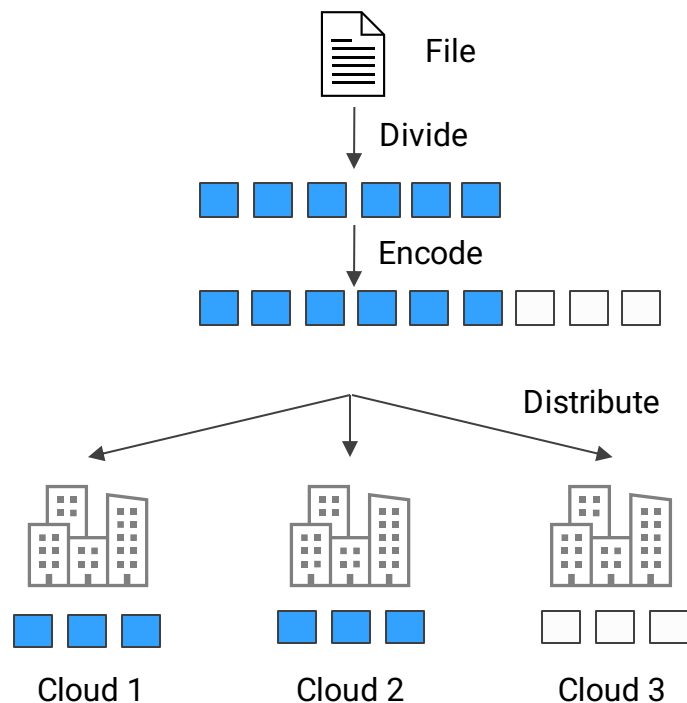 File
Divide
Encode
Distribute
Cloud 1
Cloud 2
Cloud 3